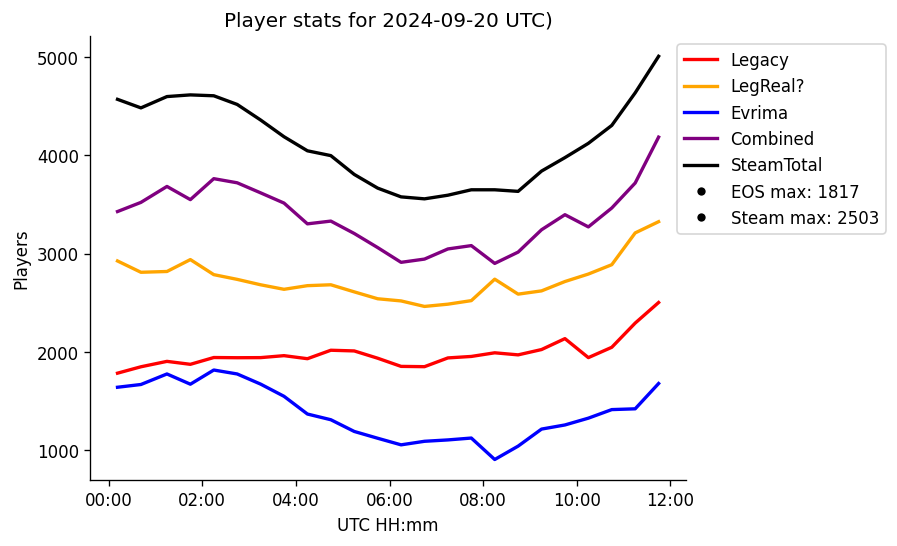 Player stats for 2024-09-20 UTC)
5000
4000
3000
2000
1000
Players
00:00 02:00 04:00 06:00 08:00 10:00 12:00
UTC HH:mm
Legacy
LegReal?
Evrima
Combined
SteamTotal
EOS max: 1817
Steam max: 2503